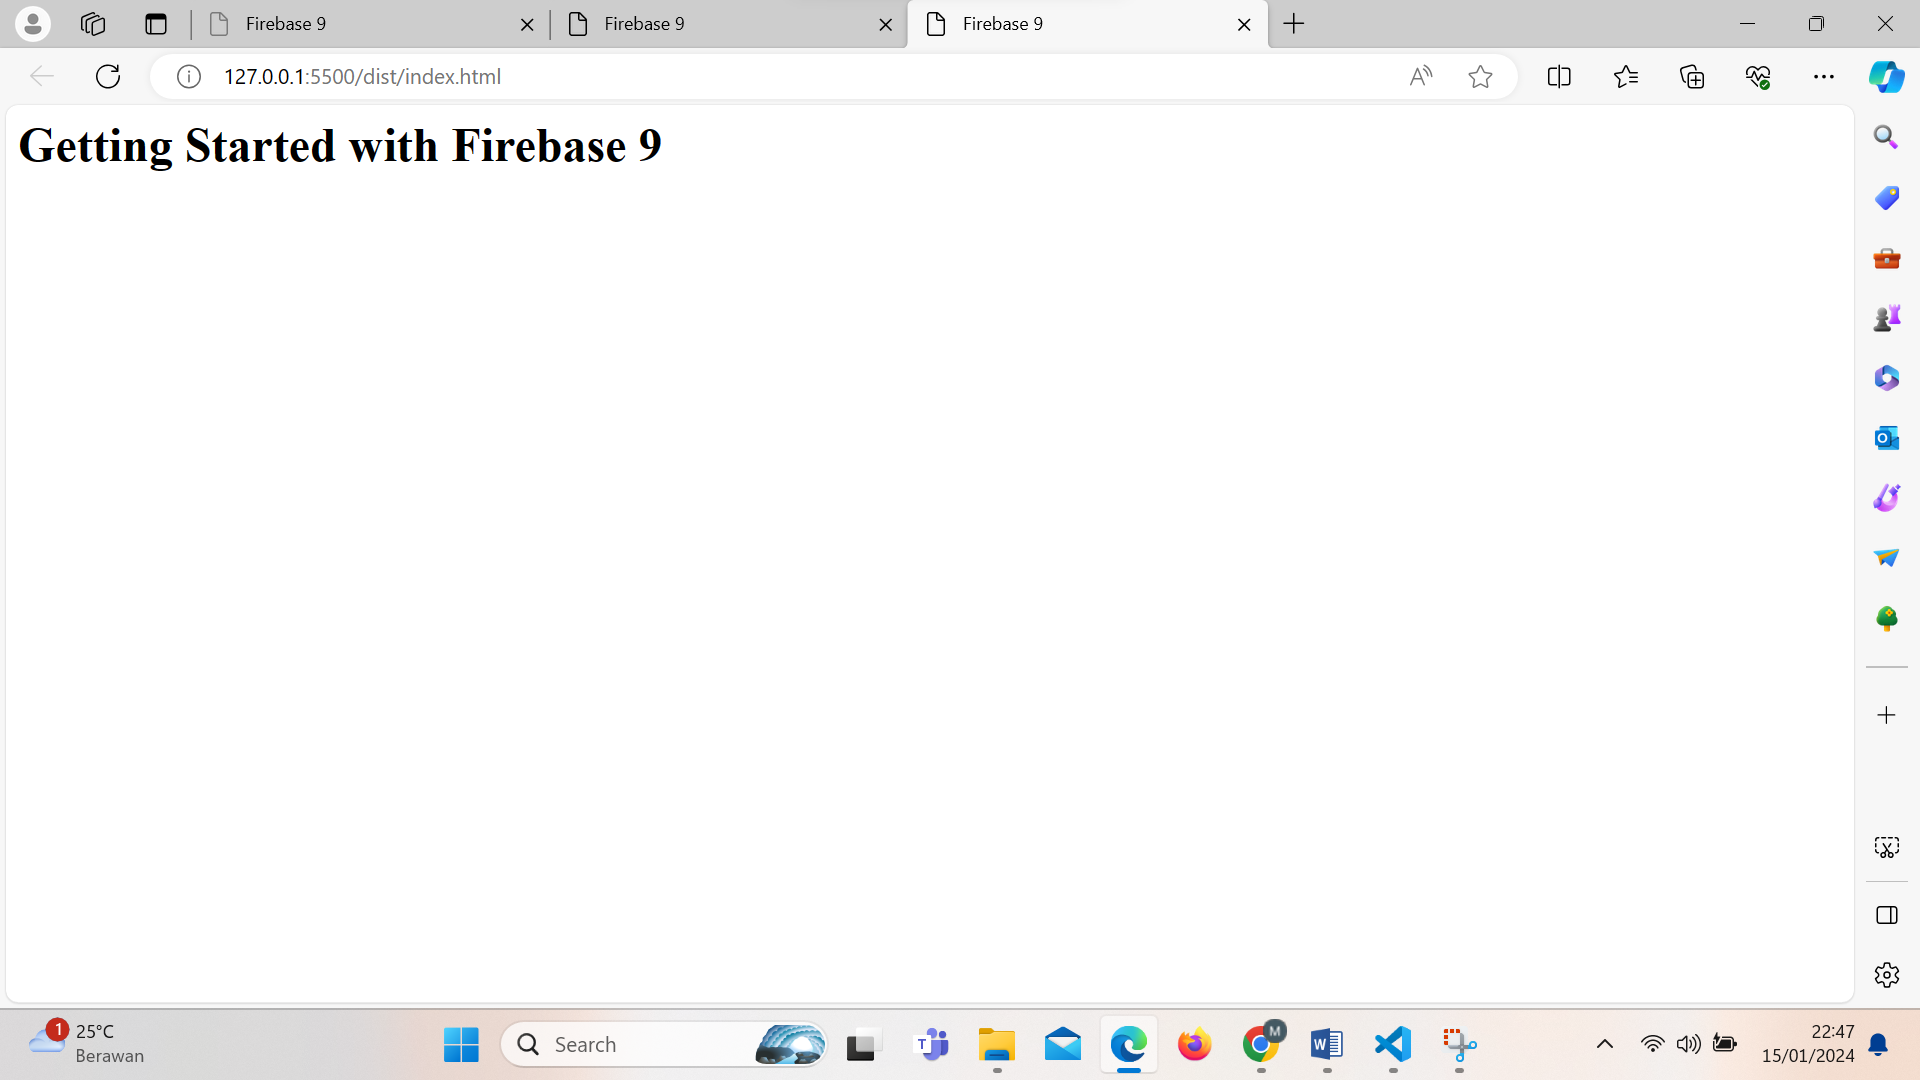 Firebase 9
Firebase 9
Firebase 9
127.0.0.1:5500/dist/index.html
Getting Started with Firebase 9
1
25°C
Berawan
Search
M
22:47
15/01/2024